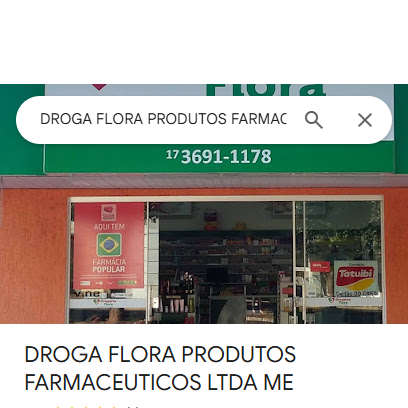 Flora
DROGA FLORA PRODUTOS FARMAC
17 3691-1178
AQUI TEM
FARMÁCIA
POPULAR
Tatuibi
DROGA FLORA PRODUTOS
FARMACEUTICOS LTDA ME